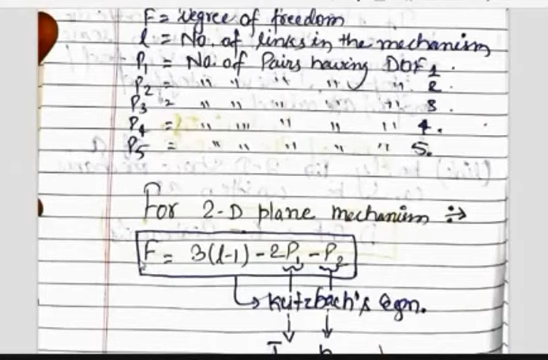 F = Degree of freedom
l = No. of links in the mechanism
P1 = No. of Pairs having DOF 1.
P2 = " " " " " 2.
P3 = " " " " " 3.
P4 = " " " " " 4.
P5 = " " " " " 5.
For 2-D plane mechanism ÷>
F = 3(l-1) - 2P1 - P2
↳ Kutzbach's eqn.